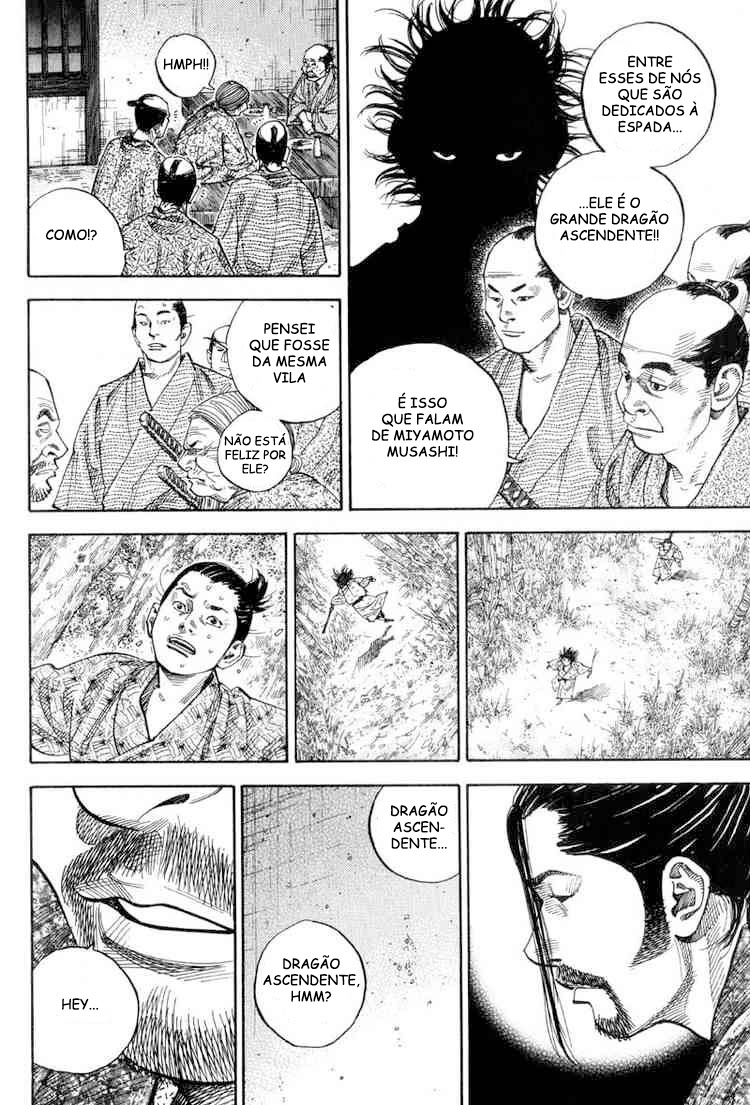 ENTRE
ESSES DE NÓS
QUE SÃO
DEDICADOS À
ESPADA...
...ELE É O
GRANDE DRAGÃO
ASCENDENTE!!
É ISSO
QUE FALAM
DE MIYAMOTO
MUSASHI!
HMPH!!
COMO!?
PENSEI
QUE FOSSE
DA MESMA
VILA
NÃO ESTÁ
FELIZ POR
ELE?
DRAGÃO
ASCEN-
DENTE...
DRAGÃO
ASCENDENTE,
HMM?
HEY...